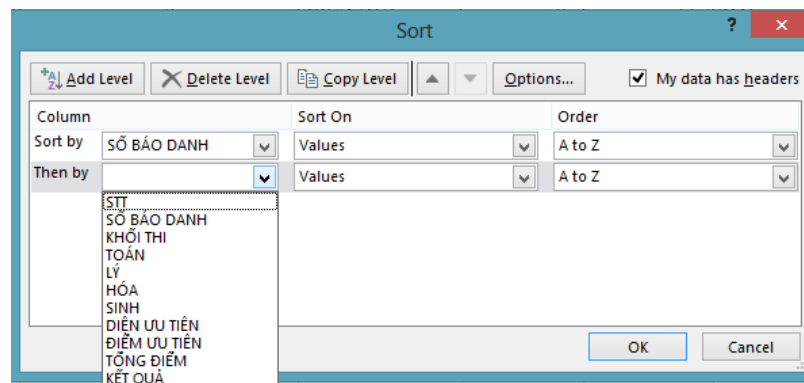 Sort
?
×
Add Level Delete Level Copy Level Options... My data has headers
Column Sort On Order
Sort by SỐ BÁO DANH Values A to Z
Then by Values A to Z
STT
SỐ BÁO DANH
KHỐI THI
TOÁN
LÝ
HÓA
SINH
DIỆN ƯU TIÊN
ĐIỂM ƯU TIÊN
TỔNG ĐIỂM
KẾT QUẢ
OK Cancel